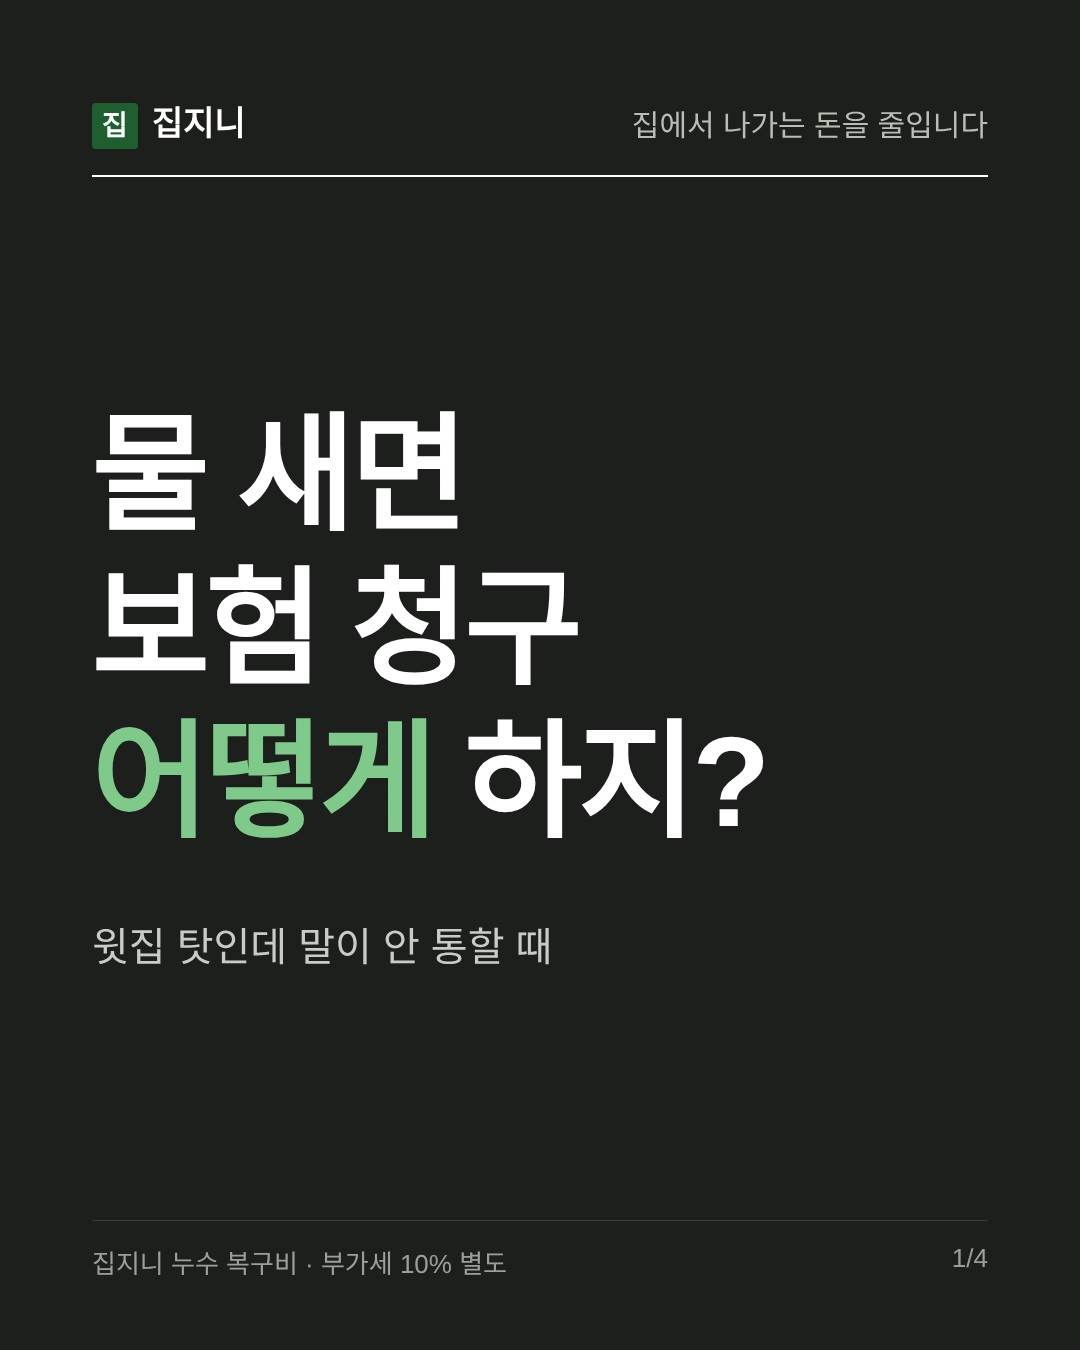 집 집지니
집에서 나가는 돈을 줄입니다
물 새면
보험 청구
어떻게 하지?
윗집 탓인데 말이 안 통할 때
집지니 누수 복구비 · 부가세 10% 별도
1/4